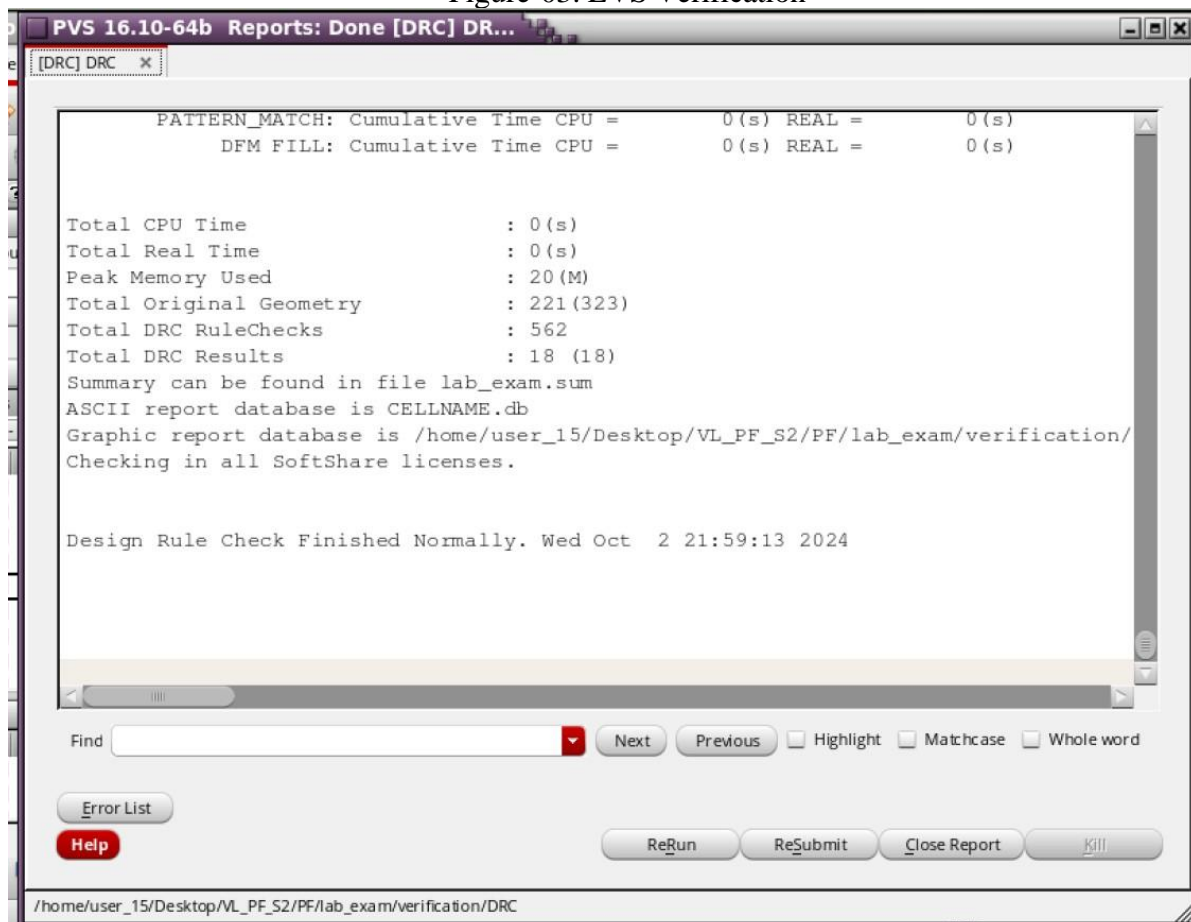 PVS 16.10-64b Reports: Done [DRC] DR...
[DRC] DRC ×
PATTERN_MATCH: Cumulative Time CPU = 0(s) REAL = 0(s)
DFM FILL: Cumulative Time CPU = 0(s) REAL = 0(s)
Total CPU Time : 0(s)
Total Real Time : 0(s)
Peak Memory Used : 20(M)
Total Original Geometry : 221(323)
Total DRC RuleChecks : 562
Total DRC Results : 18 (18)
Summary can be found in file lab_exam.sum
ASCII report database is CELLNAME.db
Graphic report database is /home/user_15/Desktop/VL_PF_S2/PF/lab_exam/verification/
Checking in all SoftShare licenses.
Design Rule Check Finished Normally. Wed Oct 2 21:59:13 2024
Find Next Previous Highlight Matchcase Whole word
Error List
Help ReRun ReSubmit Close Report Kill
/home/user_15/Desktop/VL_PF_S2/PF/lab_exam/verification/DRC